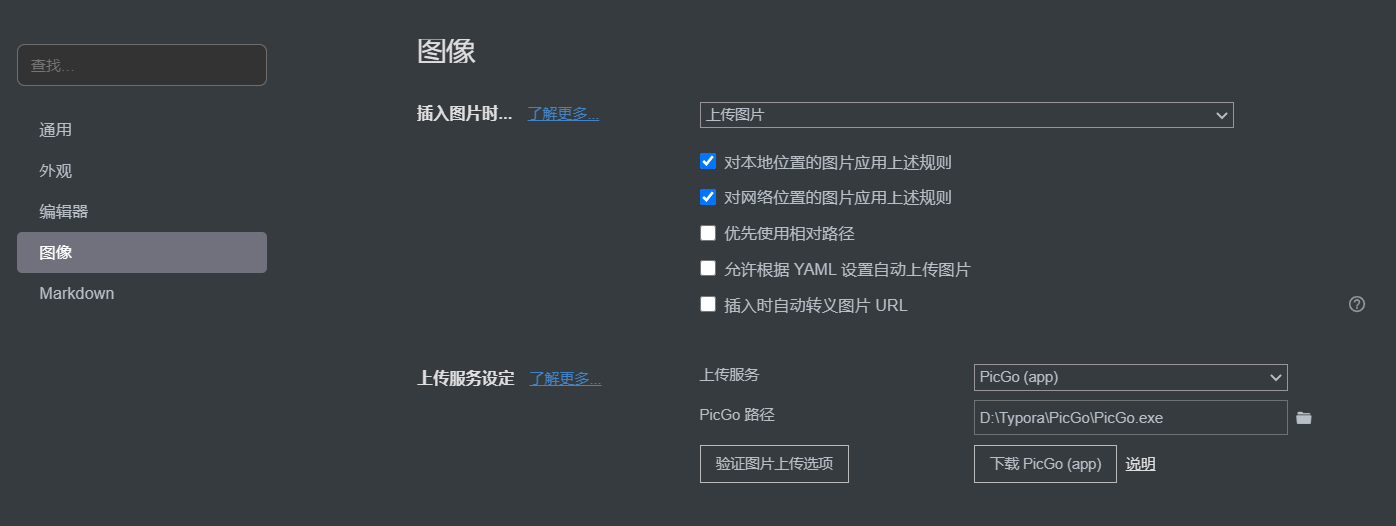 图像
查找...
通用
外观
编辑器
图像
Markdown
插入图片时... 了解更多...
上传图片
对本地位置的图片应用上述规则
对网络位置的图片应用上述规则
优先使用相对路径
允许根据 YAML 设置自动上传图片
插入时自动转义图片 URL
上传服务设定 了解更多...
上传服务 PicGo (app)
PicGo 路径 D:\Typora\PicGo\PicGo.exe
验证图片上传选项 下载 PicGo (app) 说明